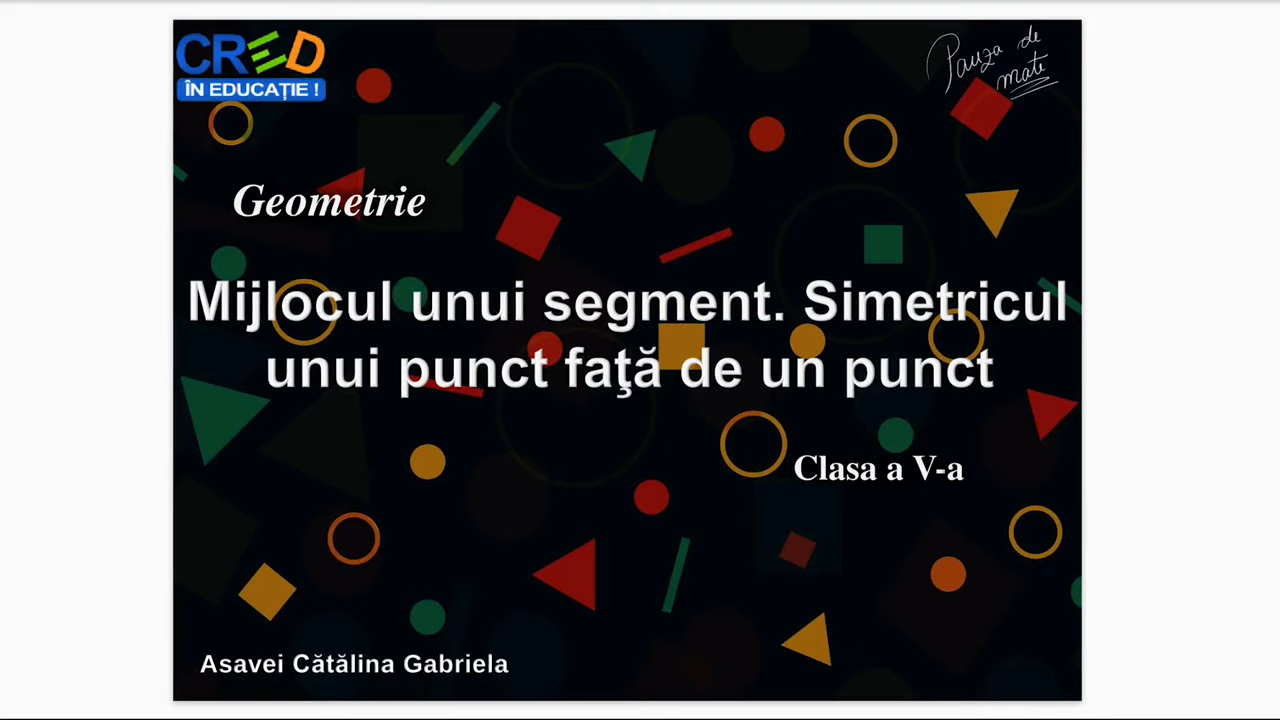 CRED
ÎN EDUCAȚIE !
Pauza de
mate
Geometrie
Mijlocul unui segment. Simetricul
unui punct faţă de un punct
Clasa a V-a
Asavei Cătălina Gabriela